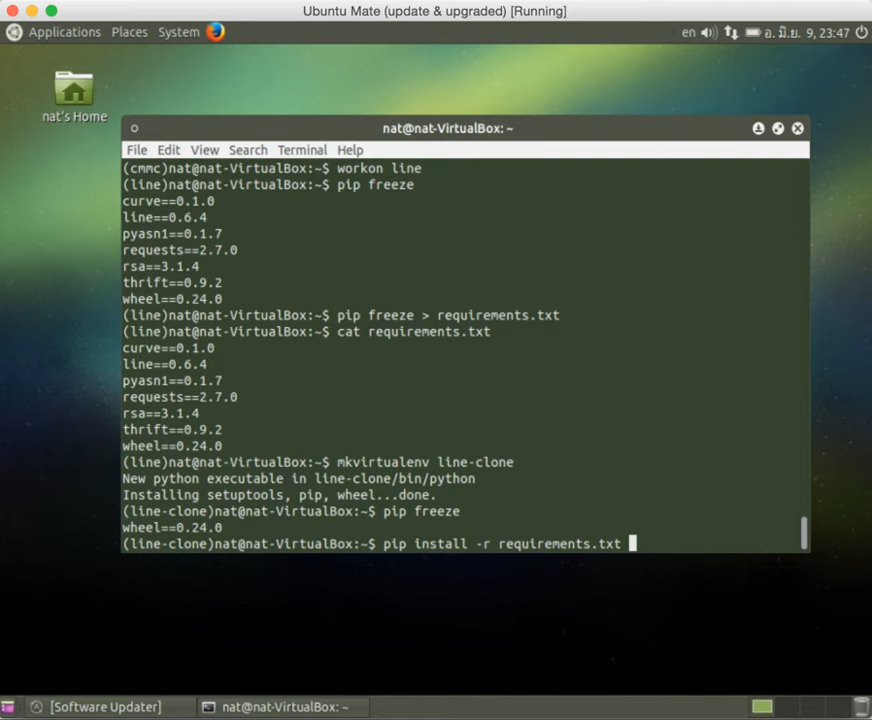 Ubuntu Mate (update & upgraded) [Running]
Applications Places System en อ. มิ.ย. 9, 23:47
nat's Home
nat@nat-VirtualBox: ~
File Edit View Search Terminal Help
(cmmc)nat@nat-VirtualBox:~$ workon line
(line)nat@nat-VirtualBox:~$ pip freeze
curve==0.1.0
line==0.6.4
pyasn1==0.1.7
requests==2.7.0
rsa==3.1.4
thrift==0.9.2
wheel==0.24.0
(line)nat@nat-VirtualBox:~$ pip freeze > requirements.txt
(line)nat@nat-VirtualBox:~$ cat requirements.txt
curve==0.1.0
line==0.6.4
pyasn1==0.1.7
requests==2.7.0
rsa==3.1.4
thrift==0.9.2
wheel==0.24.0
(line)nat@nat-VirtualBox:~$ mkvirtualenv line-clone
New python executable in line-clone/bin/python
Installing setuptools, pip, wheel...done.
(line-clone)nat@nat-VirtualBox:~$ pip freeze
wheel==0.24.0
(line-clone)nat@nat-VirtualBox:~$ pip install -r requirements.txt
[Software Updater] nat@nat-VirtualBox: ~